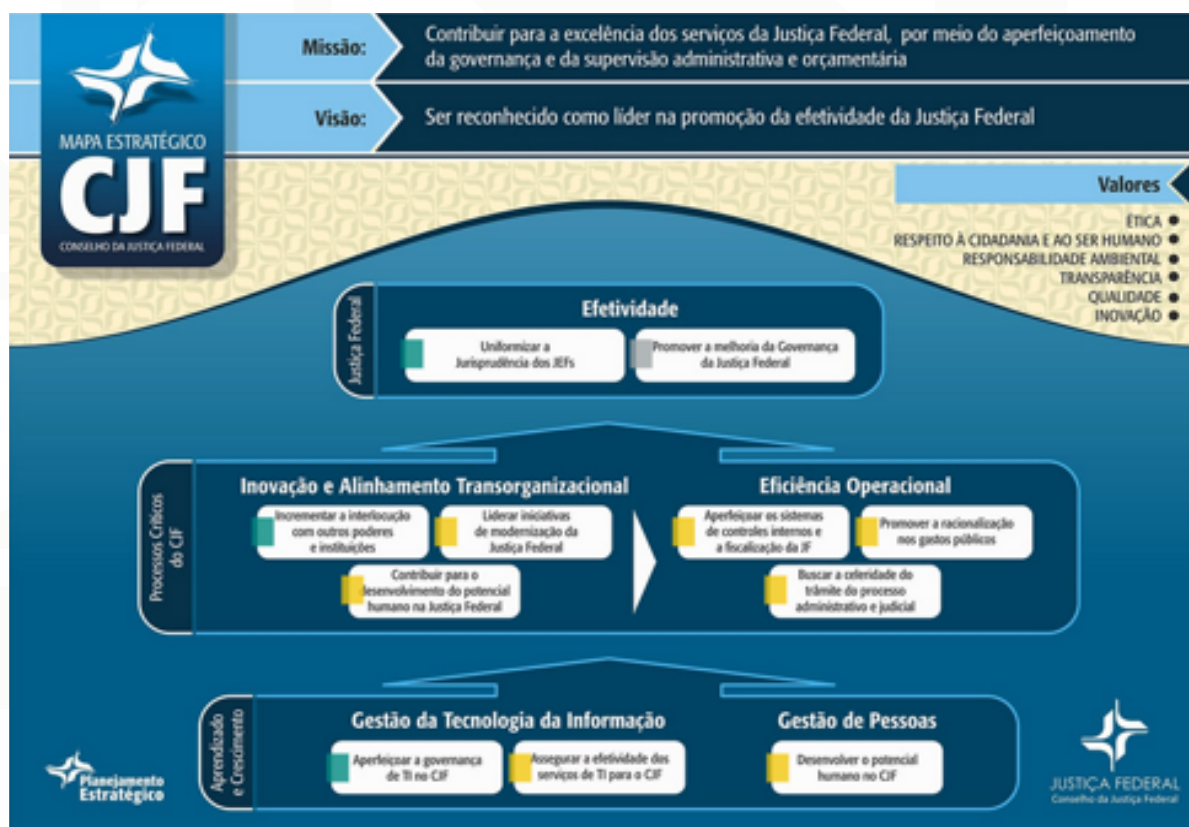 Missão:
Contribuir para a excelência dos serviços da Justiça Federal, por meio do aperfeiçoamento
da governança e da supervisão administrativa e orçamentária
Visão:
Ser reconhecido como líder na promoção da efetividade da Justiça Federal
MAPA ESTRATÉGICO
CJF
CONSELHO DA JUSTIÇA FEDERAL
Valores
ÉTICA
RESPEITO À CIDADANIA E AO SER HUMANO
RESPONSABILIDADE AMBIENTAL
TRANSPARÊNCIA
QUALIDADE
INOVAÇÃO
Justiça Federal
Efetividade
Uniformizar a
Jurisprudência dos JEFs
Promover a melhoria da Governança
da Justiça Federal
Processos Críticos
do CJF
Inovação e Alinhamento Transorganizacional
Incrementar a interlocução
com outros poderes
e instituições
Liderar iniciativas
de modernização da
Justiça Federal
Contribuir para o
desenvolvimento do potencial
humano na Justiça Federal
Eficiência Operacional
Aperfeiçoar os sistemas
de controles internos e
a fiscalização da JF
Promover a racionalização
nos gastos públicos
Buscar a celeridade do
trâmite do processo
administrativo e judicial
Aprendizado
e Crescimento
Gestão da Tecnologia da Informação
Aperfeiçoar a governança
de TI no CJF
Assegurar a efetividade dos
serviços de TI para o CJF
Gestão de Pessoas
Desenvolver o potencial
humano no CJF
Planejamento
Estratégico
JUSTIÇA FEDERAL
Conselho da Justiça Federal